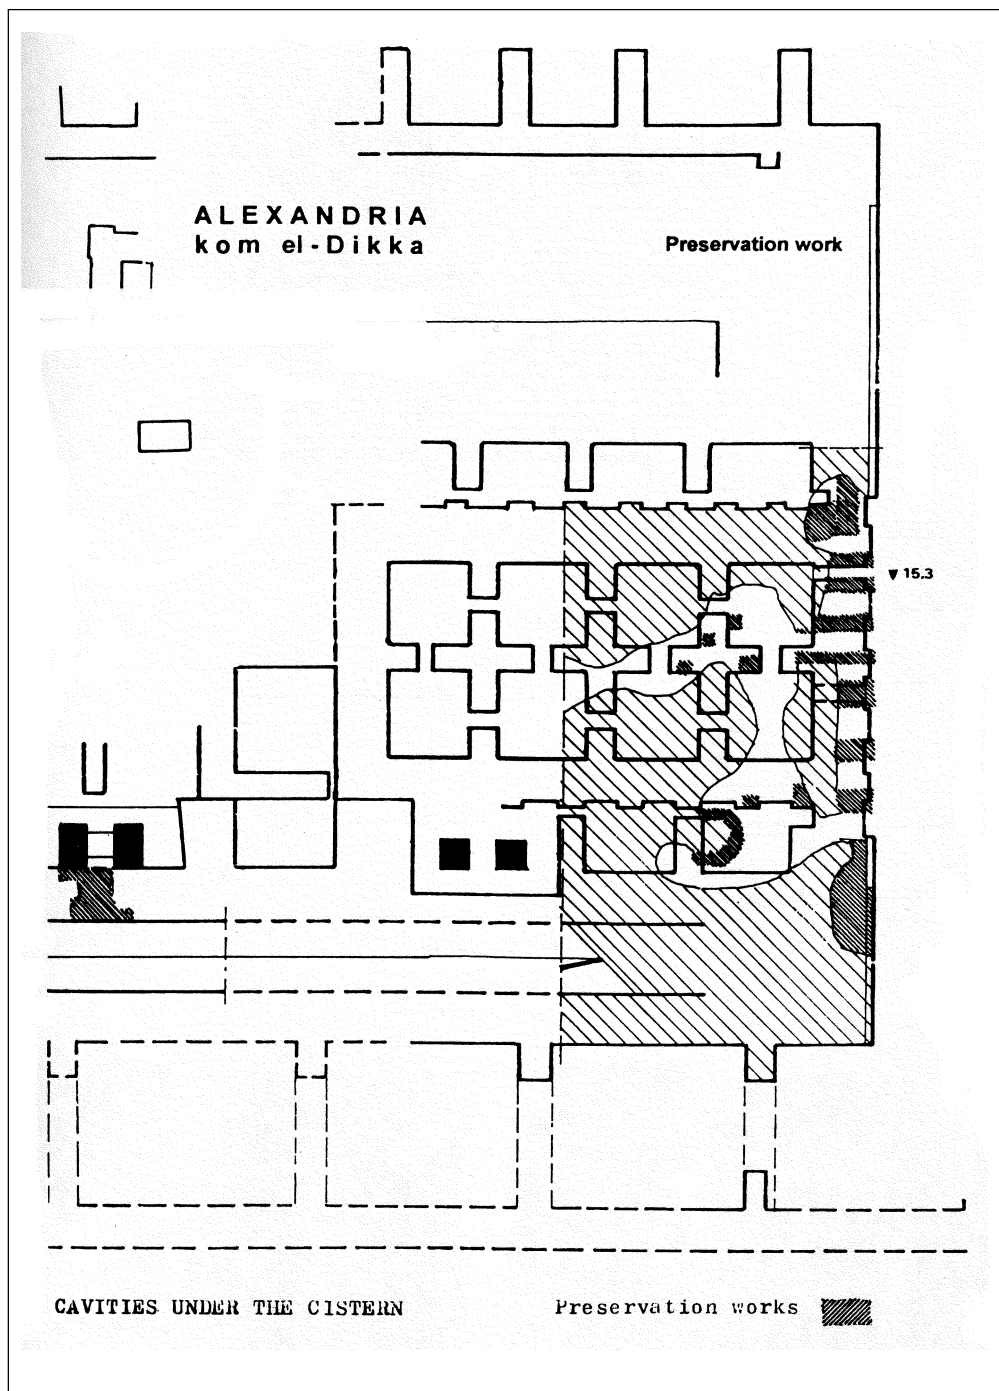 ALEXANDRIA
kom el-Dikka
Preservation work
15.3
CAVITIES UNDER THE CISTERN
Preservation works